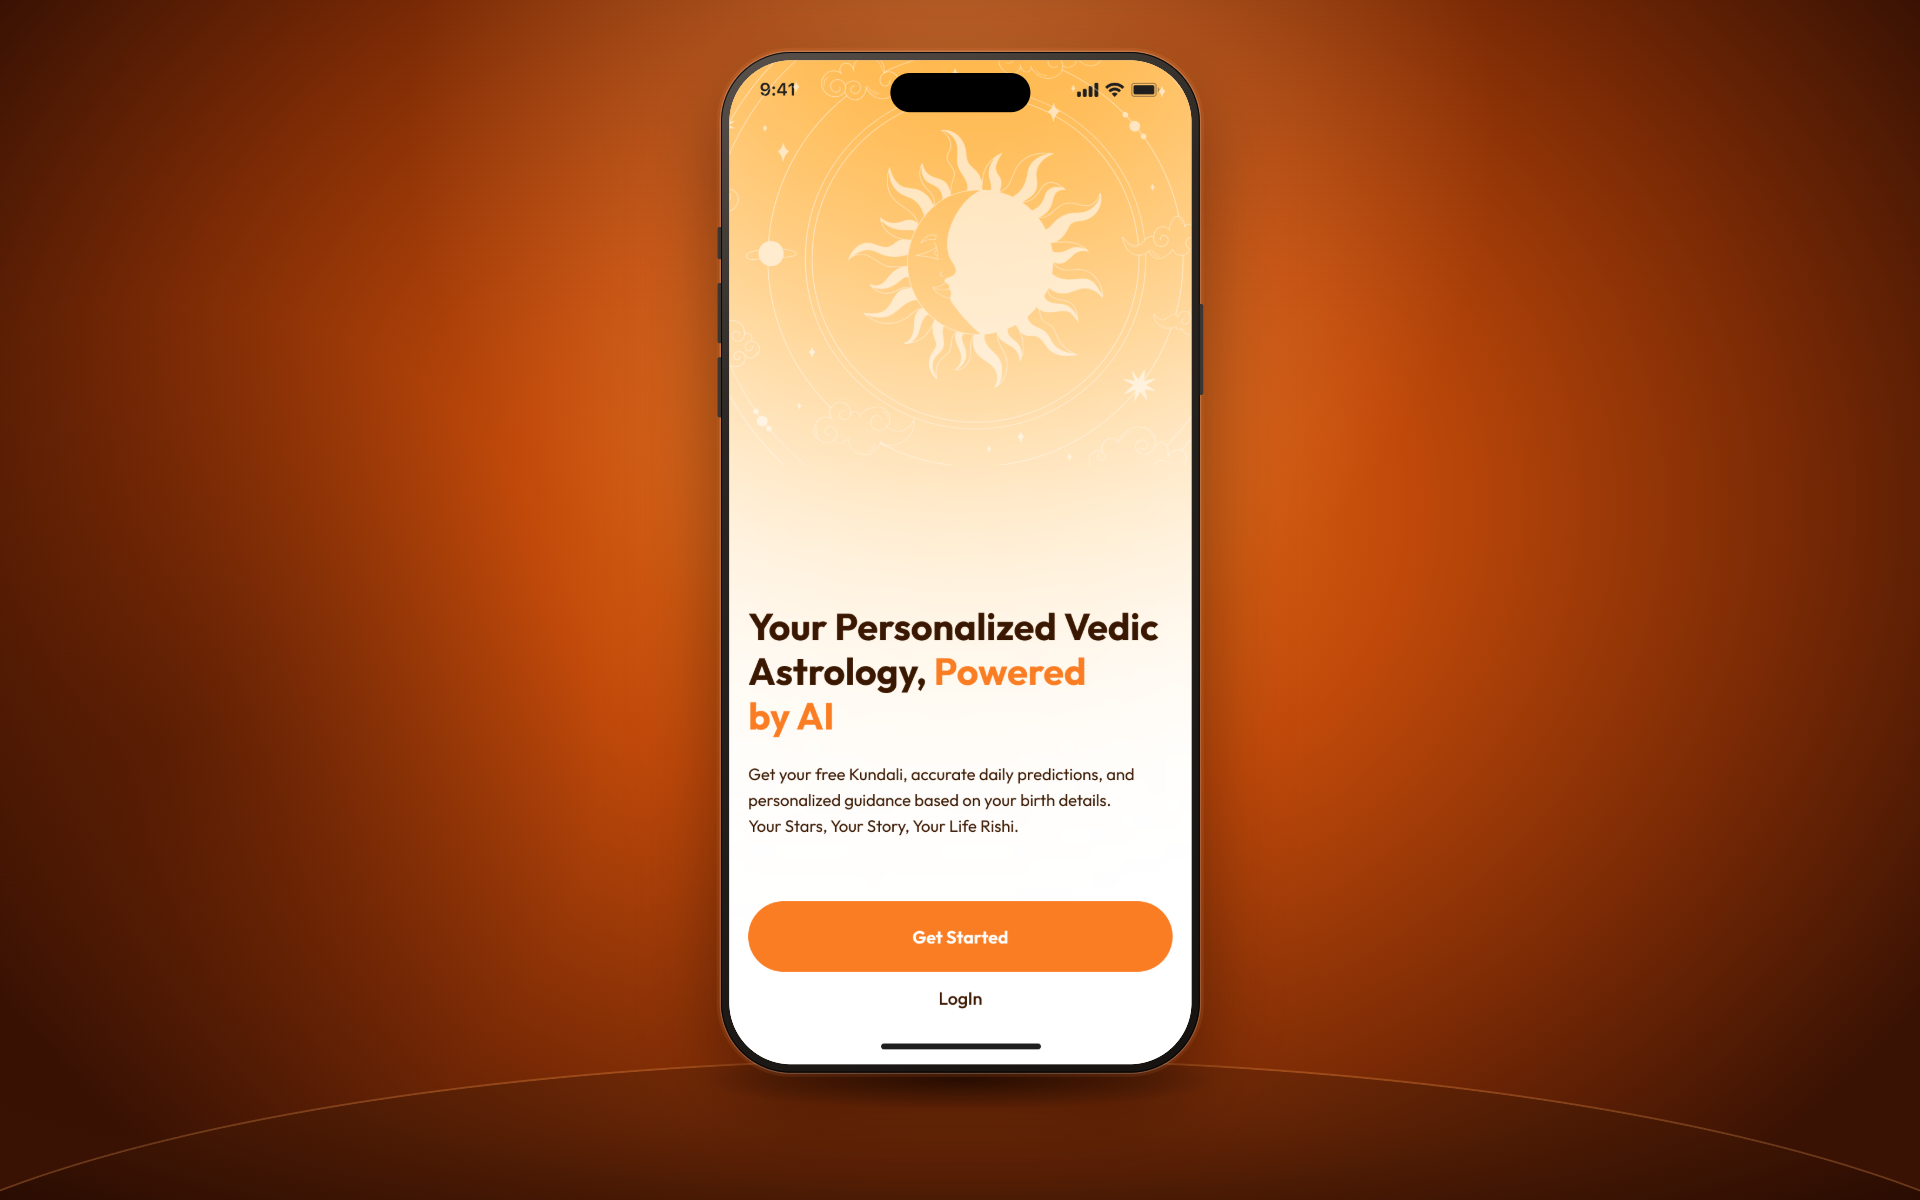 9:41
Your Personalized Vedic
Astrology, Powered
by AI
Get your free Kundali, accurate daily predictions, and
personalized guidance based on your birth details.
Your Stars, Your Story, Your Life Rishi.
Get Started
LogIn